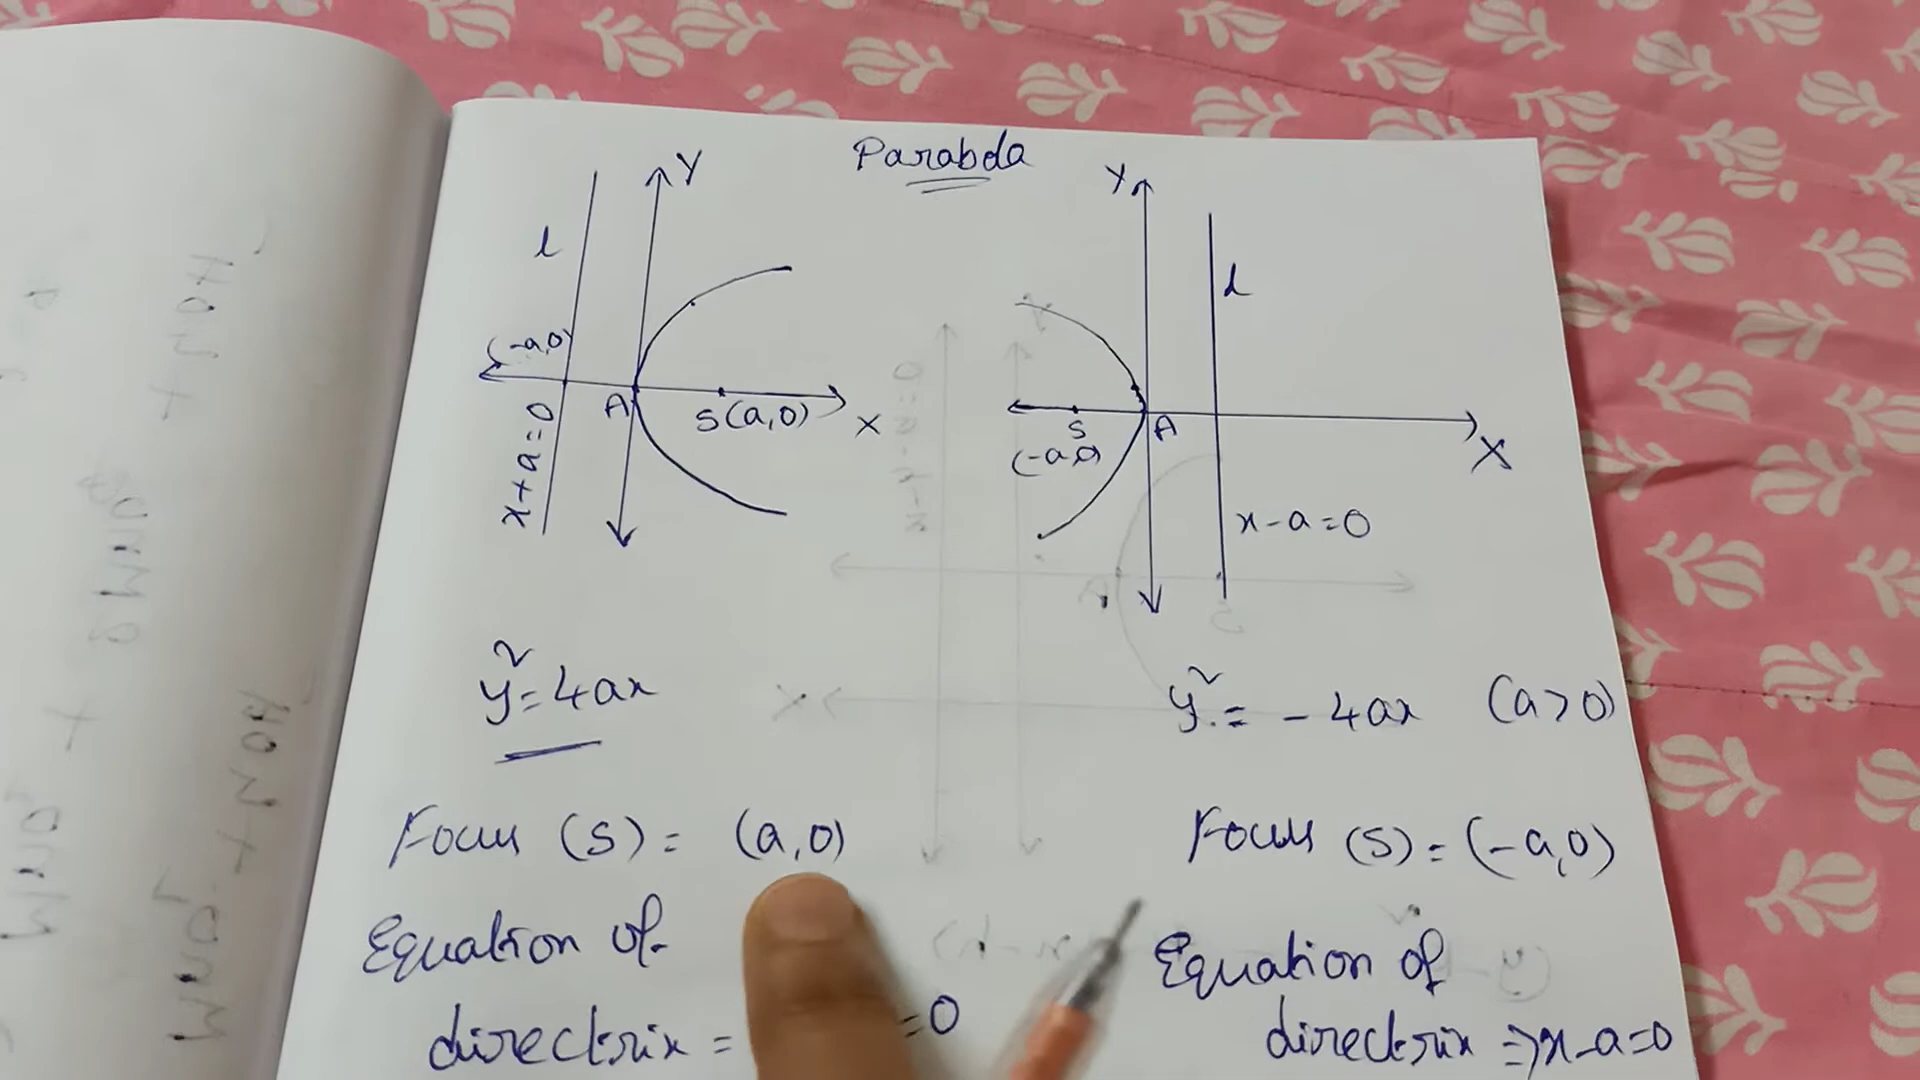 Parabola
Y
l
(-a,0)
A
S(a,0)
X
x+a=0
Y
l
S
(-a,0)
A
X
x-a=0
y²=4ax
y²=-4ax (a>0)
Focus (S) = (a,0)
Focus (S) = (-a,0)
Equation of
directrix = =0
Equation of
directrix ⇒x-a=0